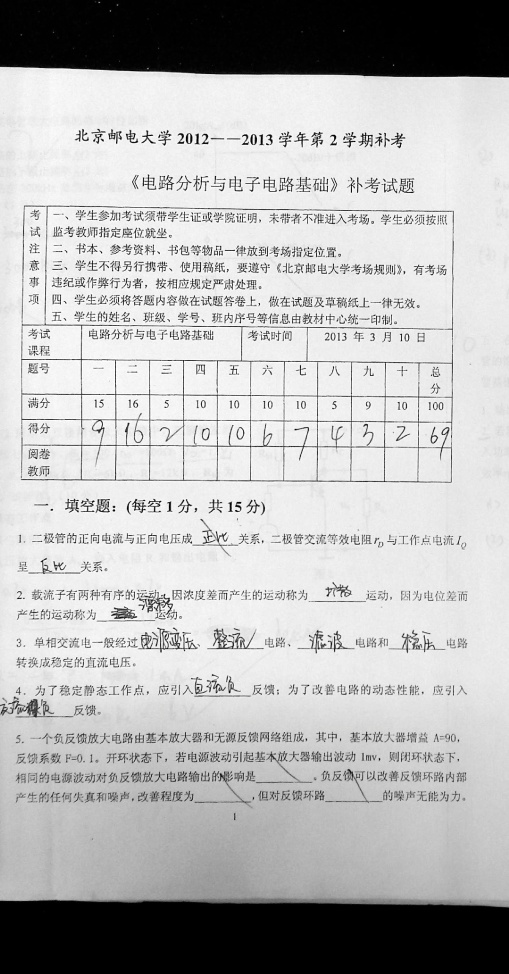 北京邮电大学 2012——2013 学年第 2 学期补考
《电路分析与电子电路基础》补考试题
考试注意事项
一、学生参加考试须带学生证或学院证明，未带者不准进入考场。学生必须按照
监考教师指定座位就坐。
二、书本、参考资料、书包等物品一律放到考场指定位置。
三、学生不得另行携带、使用稿纸，要遵守《北京邮电大学考场规则》，有考场
违纪或作弊行为者，按相应规定严肃处理。
四、学生必须将答题内容做在试题答卷上，做在试题及草稿纸上一律无效。
五、学生的姓名、班级、学号、班内序号等信息由教材中心统一印制。
考试课程 电路分析与电子电路基础 考试时间 2013 年 3 月 10 日
题号 一 二 三 四 五 六 七 八 九 十 总分
满分 15 16 5 10 10 10 10 5 9 10 100
得分 9 16 2 10 10 6 7 4 3 2 69
阅卷教师
一．填空题：(每空 1 分，共 15 分)
1. 二极管的正向电流与正向电压成 正比 关系，二极管交流等效电阻 r_D 与工作点电流 I_Q
呈 反比 关系。
2. 载流子有两种有序的运动，因浓度差而产生的运动称为 扩散 运动，因为电位差而
产生的运动称为 漂移 运动。
3. 单相交流电一般经过 电源变压、整流 电路、 滤波 电路和 稳压 电路
转换成稳定的直流电压。
4. 为了稳定静态工作点，应引入 直流负 反馈；为了改善电路的动态性能，应引入
交流负 反馈。
5. 一个负反馈放大电路由基本放大器和无源反馈网络组成，其中，基本放大器增益 A=90，
反馈系数 F=0.1。开环状态下，若电源波动引起基本放大器输出波动 1mv，则闭环状态下，
相同的电源波动对负反馈放大电路输出的影响是 。负反馈可以改善反馈环路内部
产生的任何失真和噪声，改善程度为 ，但对反馈环路 的噪声无能为力。
1